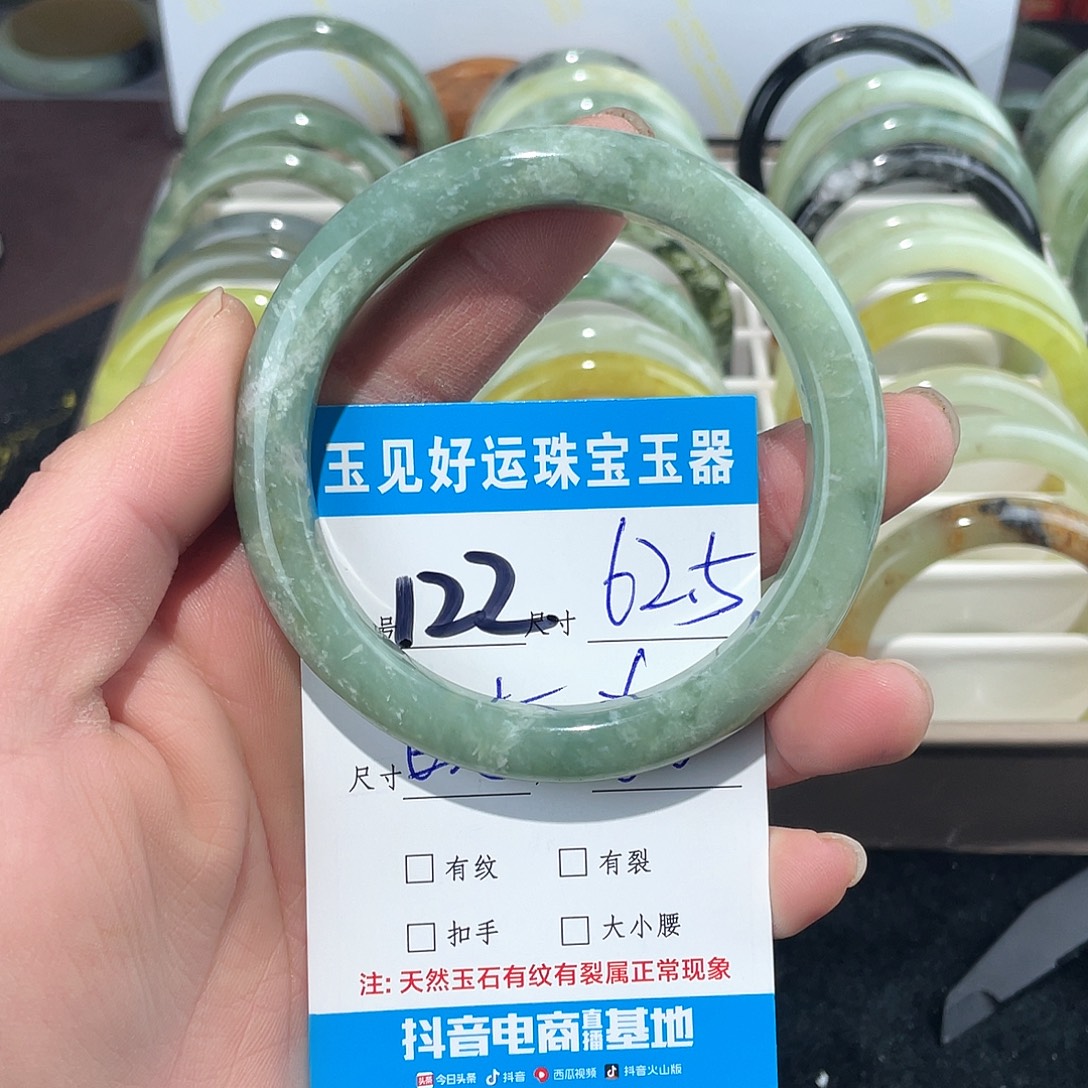 玉见好运珠宝玉器
号 122. 尺寸 62.5
尺寸
□ 有纹 □ 有裂
□ 扣手 □ 大小腰
注: 天然玉石有纹有裂属正常现象
抖音电商直播基地
头条 今日头条 抖音 西瓜视频 抖音火山版